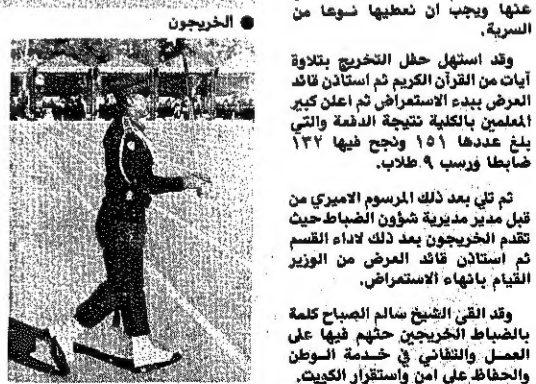 عنها ويجب ان نعطيها نوعا من
السرية.
وقد استهل حفل التخريج بتلاوة
آيات من القرآن الكريم ثم استاذن قائد
العرض ببدء الاستعراض ثم اعلن كبير
المعلمين بالكلية نتيجة الدفعة والتي
بلغ عددها ١٥١ ونجح فيها ١٣٢
ضابطا ورسب ٩ طلاب.
ثم تلي بعد ذلك المرسوم الاميري من
قبل مدير مديرية شؤون الضباط حيث
تقدم الخريجون بعد ذلك لاداء القسم
ثم استاذن قائد العرض من الوزير
القيام بانهاء الاستعراض.
وقد القى الشيخ سالم الصباح كلمة
بالضباط الخريجين حثهم فيها على
العمل والتفاني في خدمة الوطن
والحفاظ على امن واستقرار الكويت.
● الخريجون